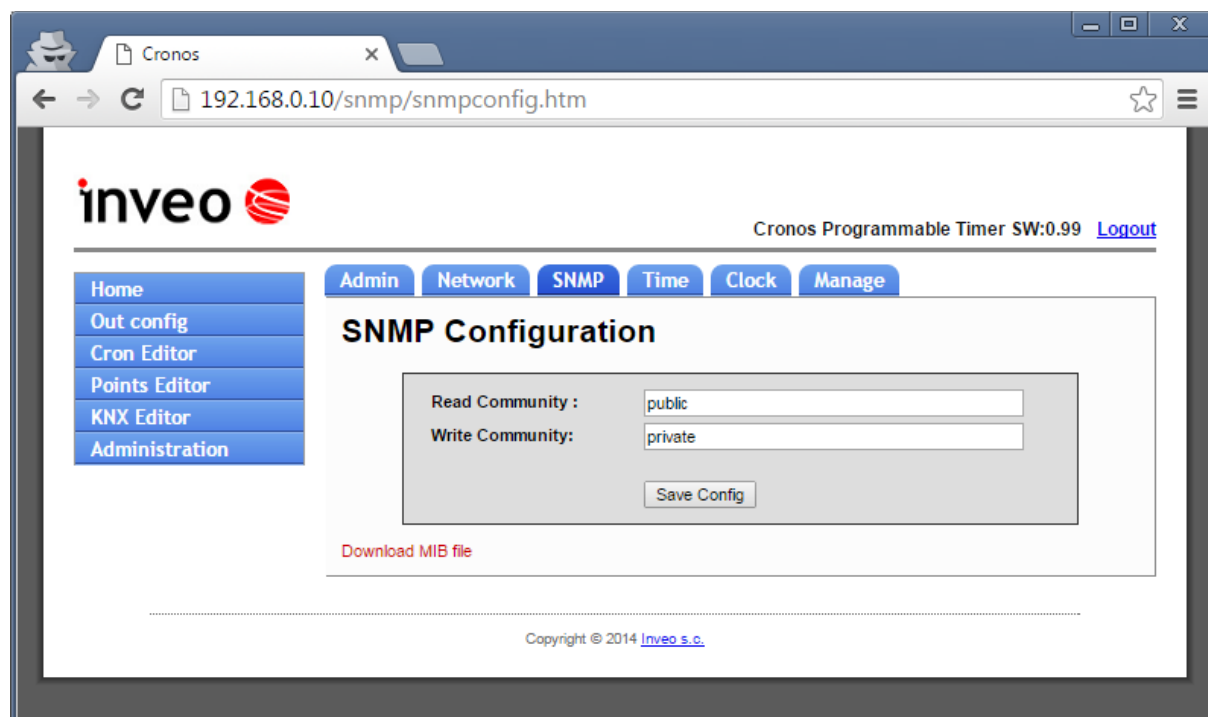 Cronos
192.168.0.10/snmp/snmpconfig.htm
inveo
Cronos Programmable Timer SW:0.99 Logout
Home
Out config
Cron Editor
Points Editor
KNX Editor
Administration
Admin Network SNMP Time Clock Manage
SNMP Configuration
Read Community : public
Write Community: private
Save Config
Download MIB file
Copyright © 2014 Inveo s.c.